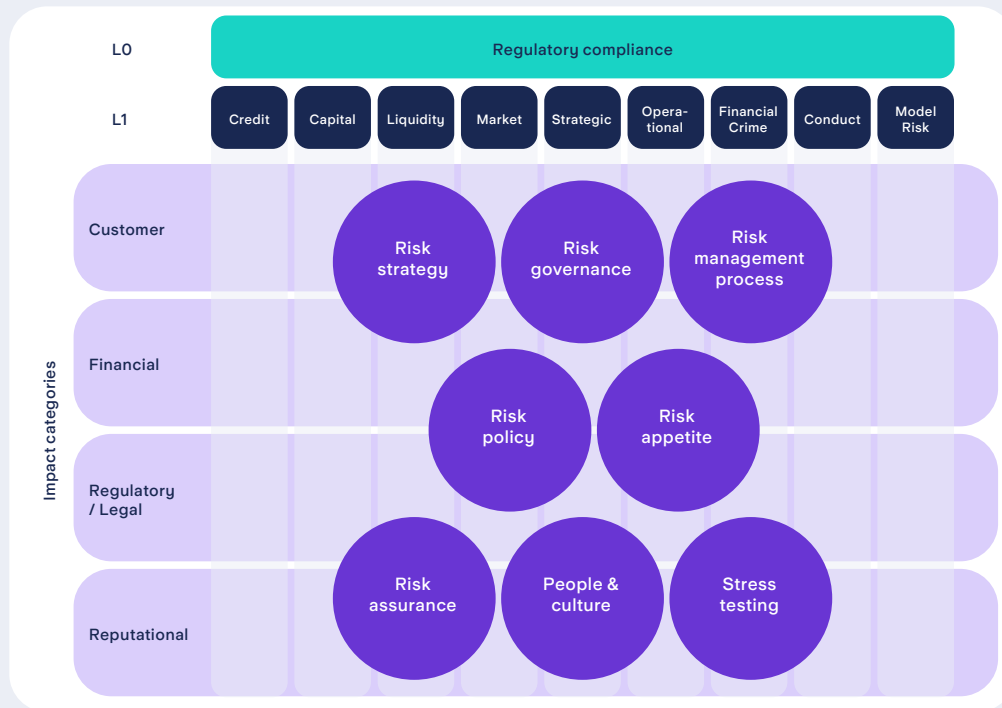 L0
Regulatory compliance
L1
Credit
Capital
Liquidity
Market
Strategic
Opera-
tional
Financial
Crime
Conduct
Model
Risk
Impact categories
Customer
Risk
strategy
Risk
governance
Risk
management
process
Financial
Risk
policy
Risk
appetite
Regulatory
/ Legal
Reputational
Risk
assurance
People &
culture
Stress
testing